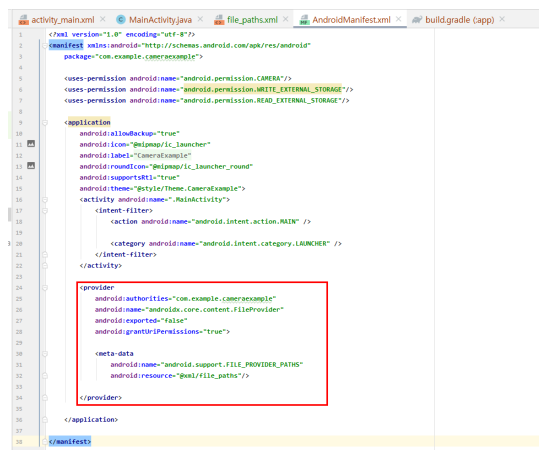 activity_main.xml MainActivity.java file_paths.xml AndroidManifest.xml build.gradle (app)
1 <?xml version="1.0" encoding="utf-8"?>
2 <manifest xmlns:android="http://schemas.android.com/apk/res/android"
3 package="com.example.cameraexample">
4
5 <uses-permission android:name="android.permission.CAMERA"/>
6 <uses-permission android:name="android.permission.WRITE_EXTERNAL_STORAGE"/>
7 <uses-permission android:name="android.permission.READ_EXTERNAL_STORAGE"/>
8
9 <application
10 android:allowBackup="true"
11 android:icon="@mipmap/ic_launcher"
12 android:label="CameraExample"
13 android:roundIcon="@mipmap/ic_launcher_round"
14 android:supportsRtl="true"
15 android:theme="@style/Theme.CameraExample">
16 <activity android:name=".MainActivity">
17 <intent-filter>
18 <action android:name="android.intent.action.MAIN" />
19
20 <category android:name="android.intent.category.LAUNCHER" />
21 </intent-filter>
22 </activity>
23
24 <provider
25 android:authorities="com.example.cameraexample"
26 android:name="androidx.core.content.FileProvider"
27 android:exported="false"
28 android:grantUriPermissions="true">
29
30 <meta-data
31 android:name="android.support.FILE_PROVIDER_PATHS"
32 android:resource="@xml/file_paths"/>
33
34 </provider>
35
36 </application>
37
38 </manifest>